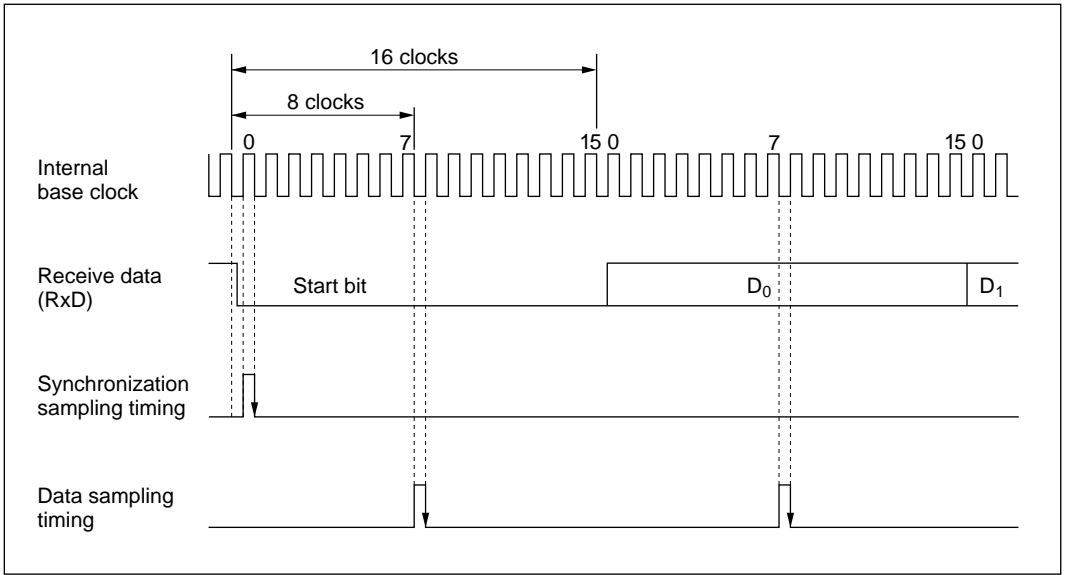 16 clocks
8 clocks
0 7 15 0 7 15 0
Internal
base clock
Receive data
(RxD)
Start bit D0 D1
Synchronization
sampling timing
Data sampling
timing